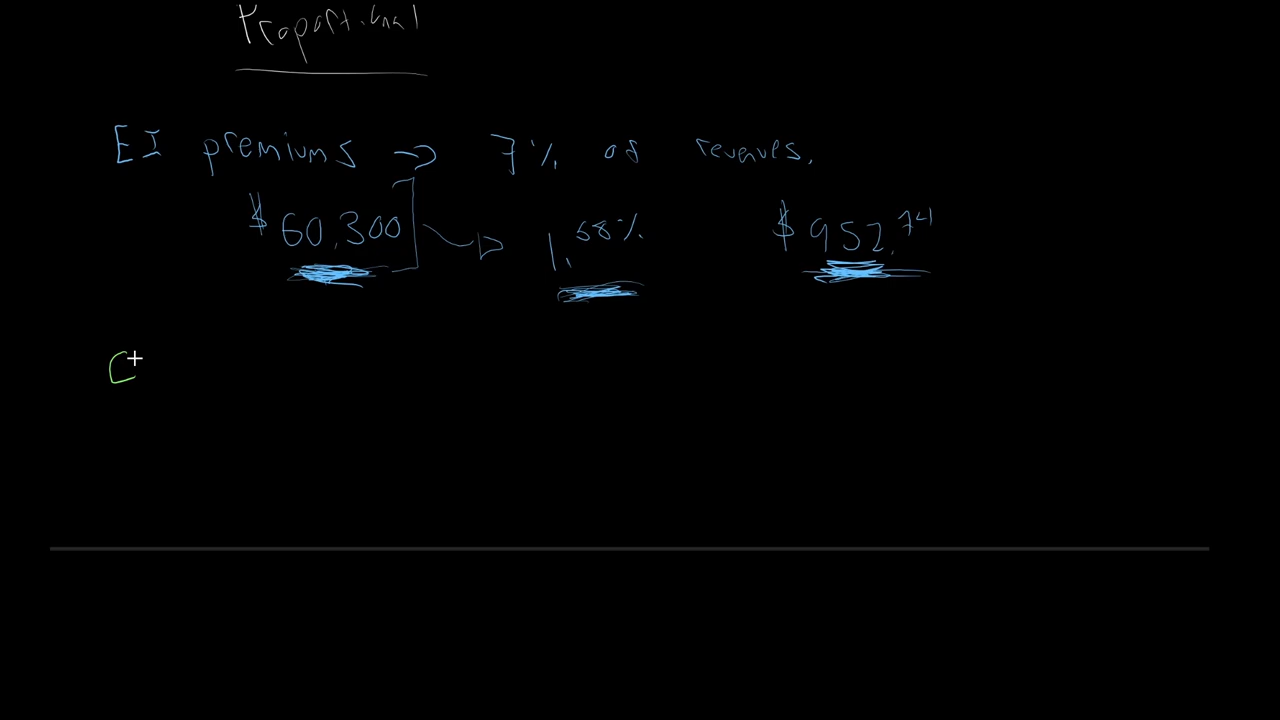 Proportional
EI premiums → 7% of revenues.
$60,300 → 1.58% $952.74
C